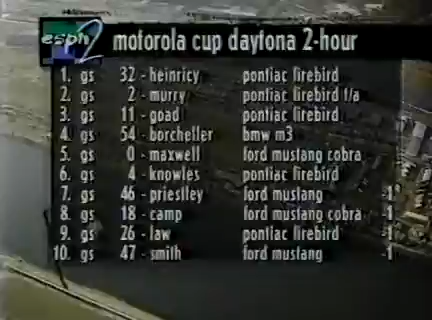 espn2 motorola cup daytona 2-hour
1. gs 32 - heinricy pontiac firebird
2. gs 2 - murry pontiac firebird t/a
3. gs 11 - goad pontiac firebird
4. gs 54 - borcheller bmw m3
5. gs 0 - maxwell ford mustang cobra
6. gs 4 - knowles pontiac firebird
7. gs 46 - priestley ford mustang -1
8. gs 18 - camp ford mustang cobra -1
9. gs 26 - law pontiac firebird -1
10. gs 47 - smith ford mustang -1